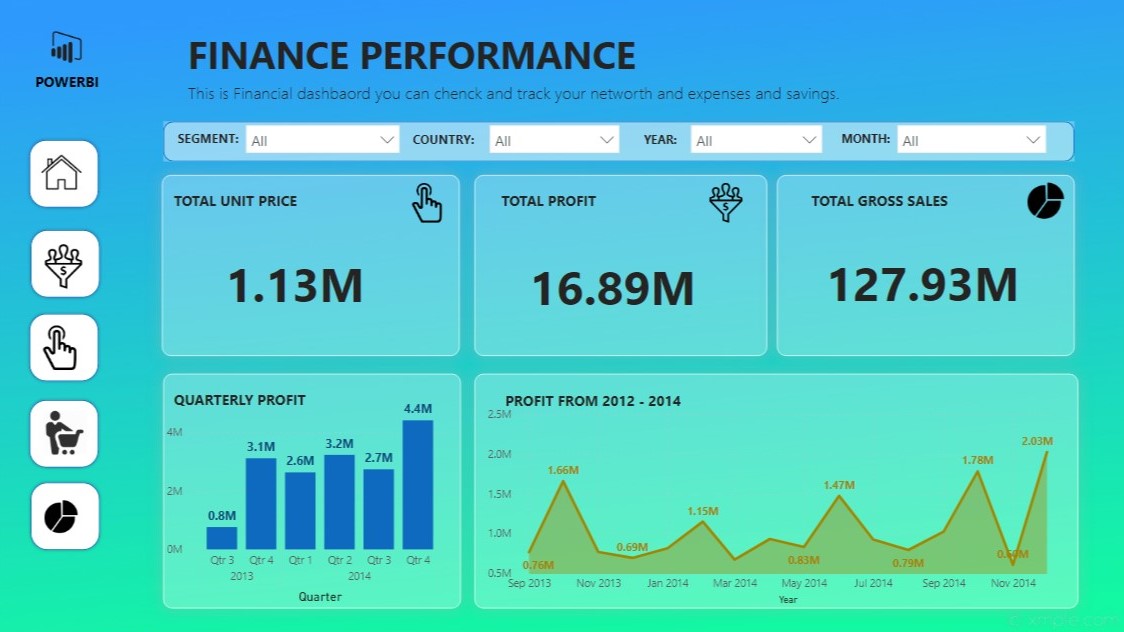 POWERBI
FINANCE PERFORMANCE
This is Financial dashbaord you can chenck and track your networth and expenses and savings.
SEGMENT: All COUNTRY: All YEAR: All MONTH: All
TOTAL UNIT PRICE
1.13M
TOTAL PROFIT
16.89M
TOTAL GROSS SALES
127.93M
QUARTERLY PROFIT
4M
2M
0M
0.8M
3.1M
2.6M
3.2M
2.7M
4.4M
Qtr 3 Qtr 4 Qtr 1 Qtr 2 Qtr 3 Qtr 4
2013 2014
Quarter
PROFIT FROM 2012 - 2014
2.5M
2.0M
1.5M
1.0M
0.5M
0.76M
1.66M
0.69M
1.15M
0.83M
1.47M
0.79M
1.78M
2.03M
Sep 2013 Nov 2013 Jan 2014 Mar 2014 May 2014 Jul 2014 Sep 2014 Nov 2014
Year